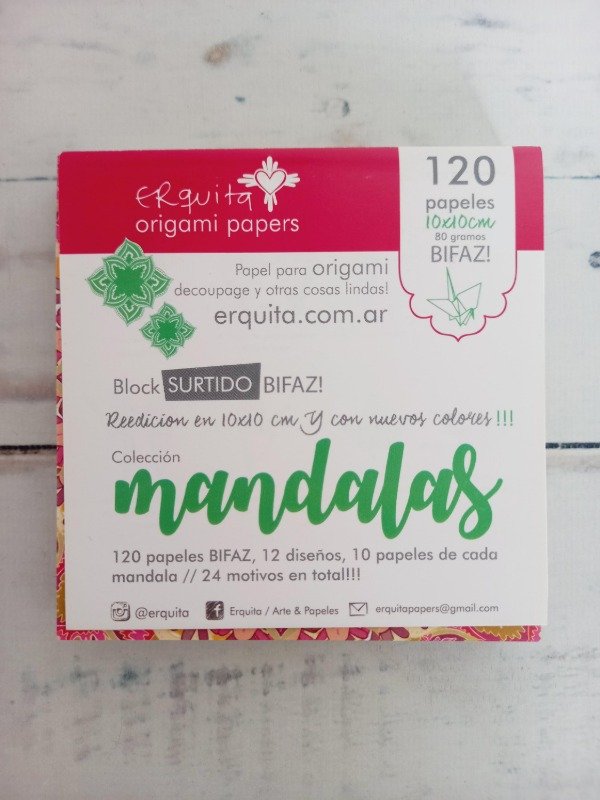 ERquita
origami papers
120
papeles
10x10cm
80 gramos
BIFAZ!
Papel para origami
decoupage y otras cosas lindas!
erquita.com.ar
Block SURTIDO BIFAZ!
Reedicion en 10x10 cm y con nuevos colores!!!
Colección
mandalas
120 papeles BIFAZ, 12 diseños, 10 papeles de cada
mandala // 24 motivos en total!!!
@erquita Erquita / Arte & Papeles erquitapapers@gmail.com